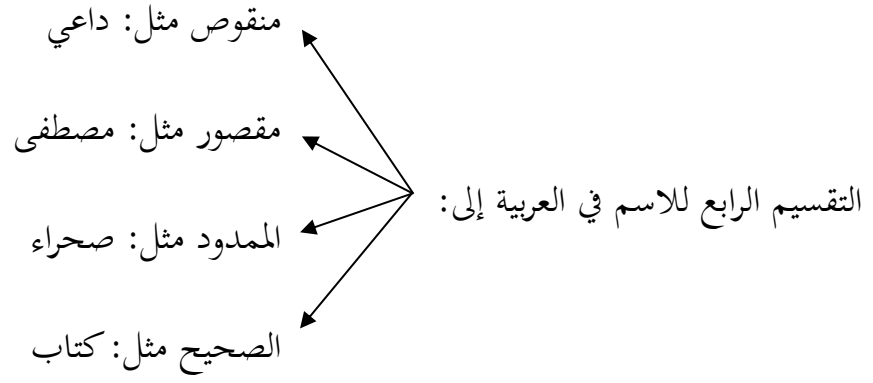 منقوص مثل: داعي
مقصور مثل: مصطفى
التقسيم الرابع للاسم في العربية إلى:
الممدود مثل: صحراء
الصحيح مثل: كتاب